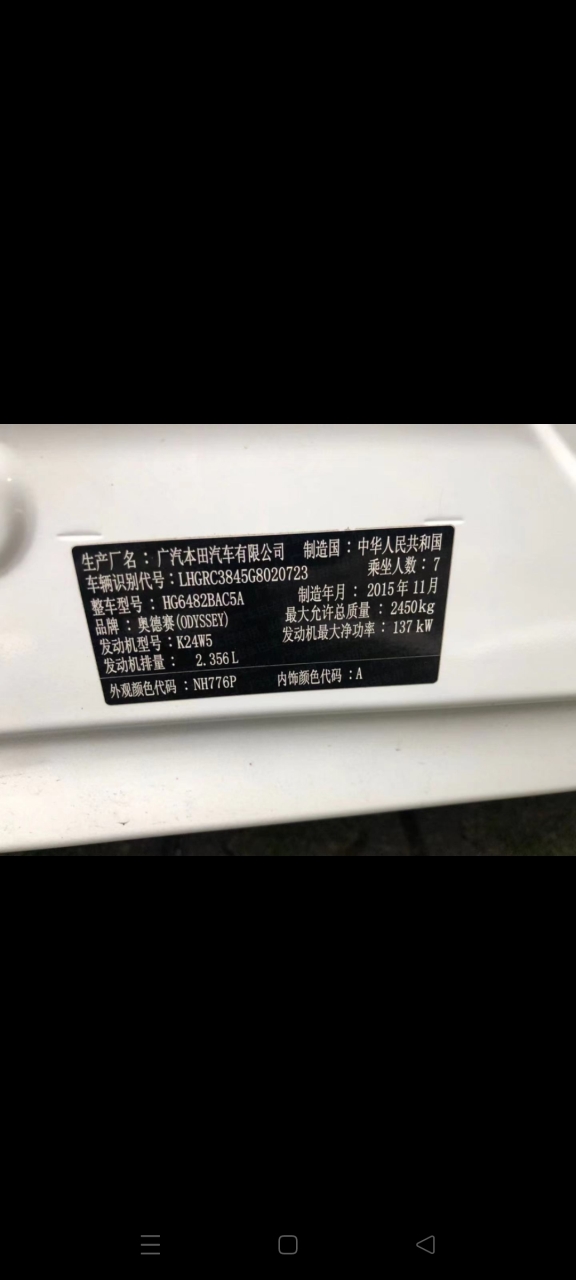 生产厂名：广汽本田汽车有限公司 制造国：中华人民共和国
车辆识别代号：LHGRC3845G8020723 乘坐人数：7
整车型号：HG6482BAC5A 制造年月：2015年11月
品牌：奥德赛(ODYSSEY) 最大允许总质量：2450kg
发动机型号：K24W5 发动机最大净功率：137kW
发动机排量：2.356L
外观颜色代码：NH776P 内饰颜色代码：A